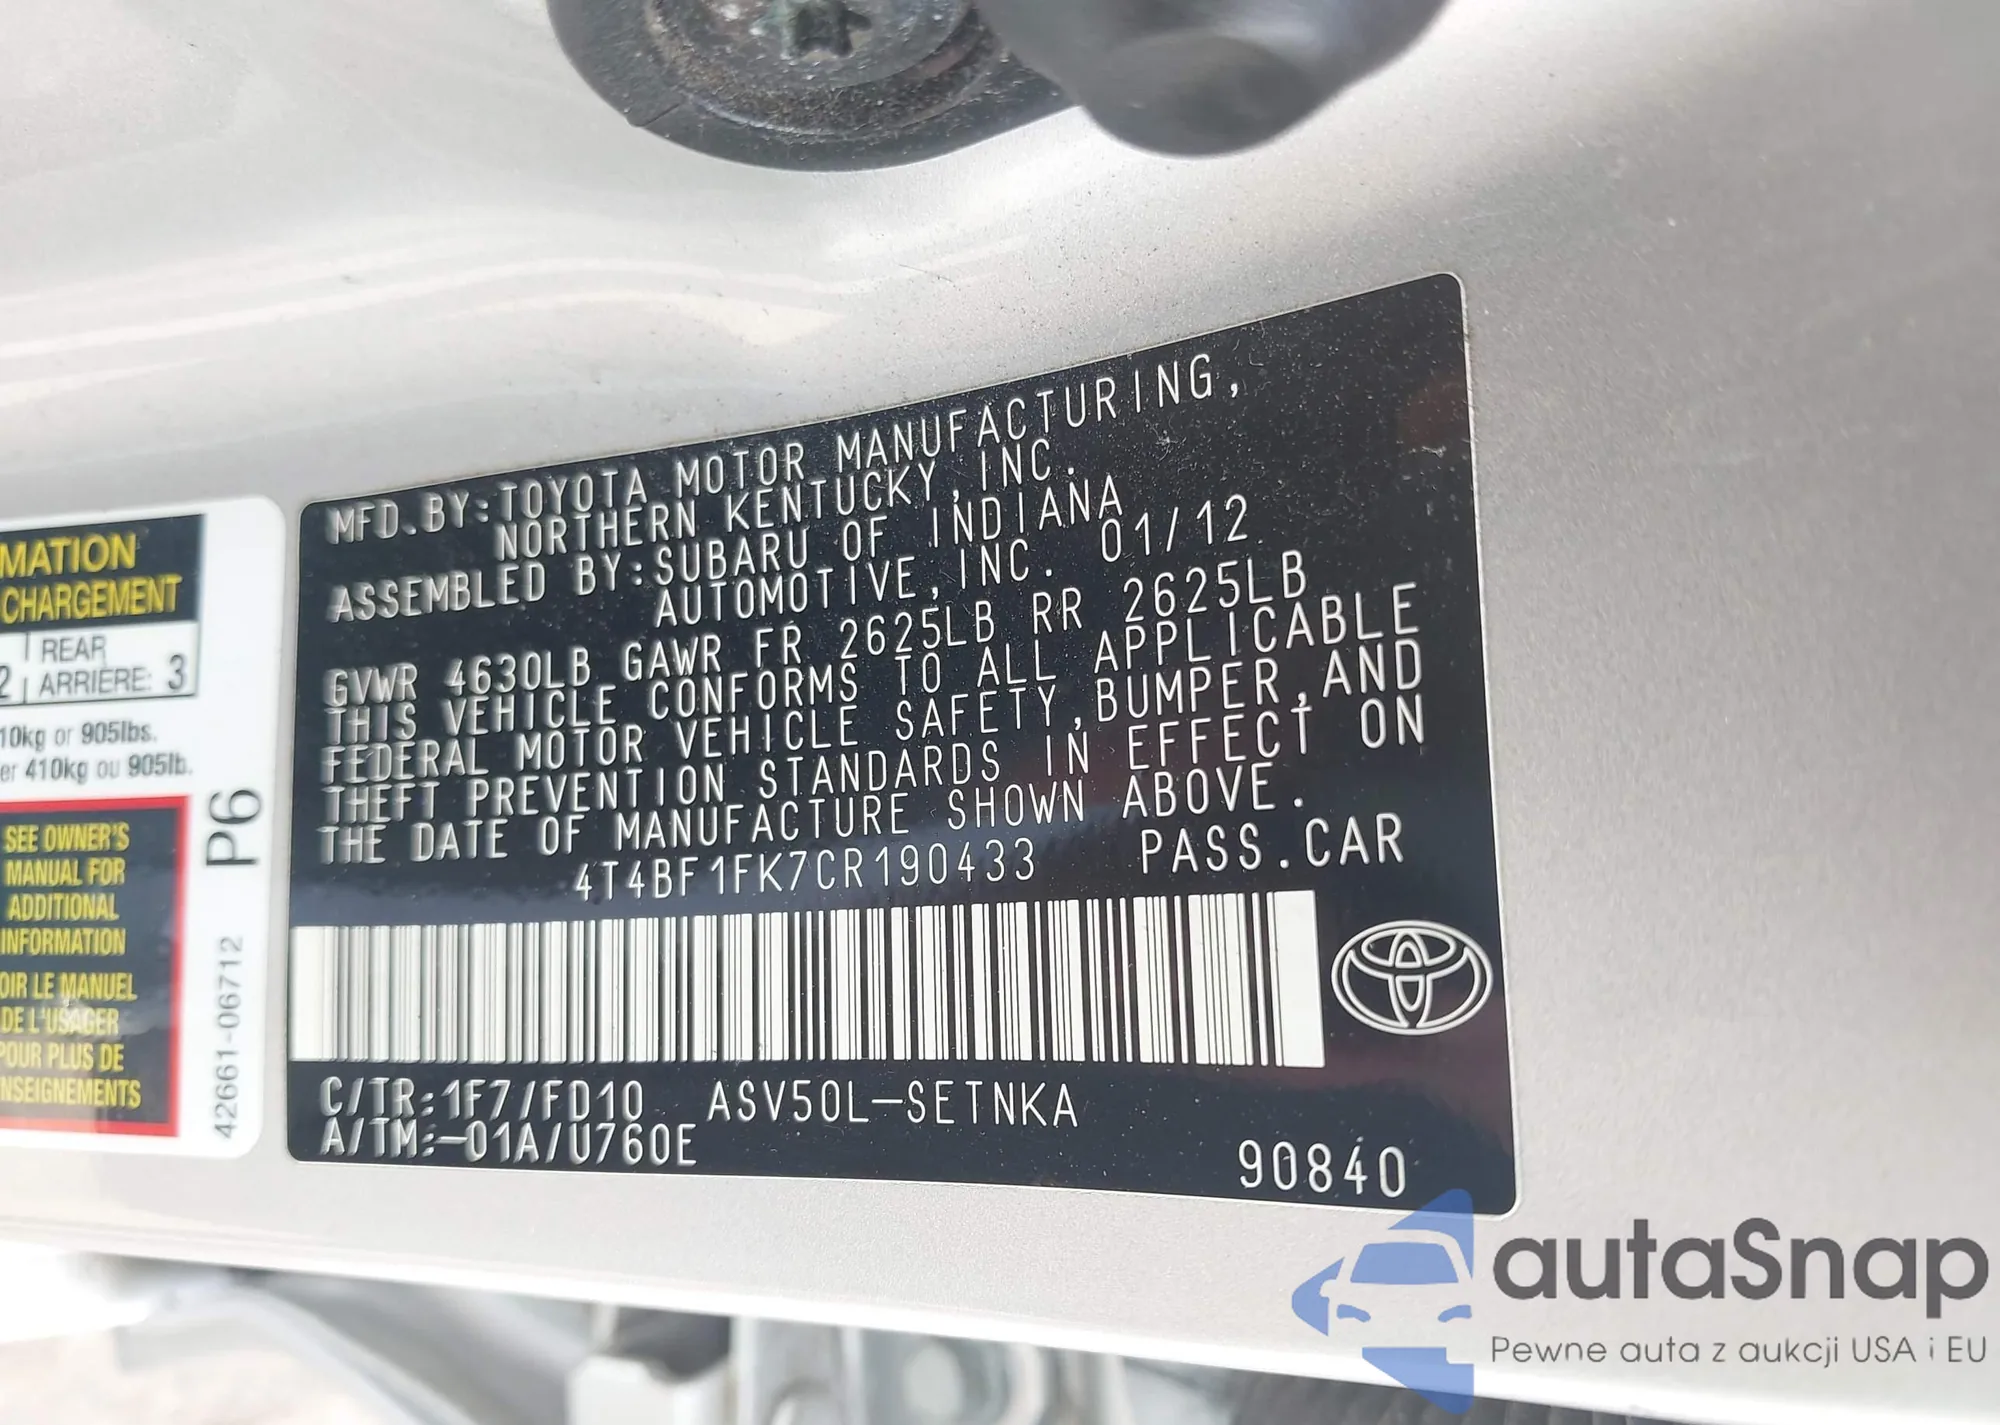 MATION
CHARGEMENT
2 REAR
ARRIERE: 3
10kg or 905lbs.
er 410kg ou 905lb.
SEE OWNER'S
MANUAL FOR
ADDITIONAL
INFORMATION
OIR LE MANUEL
DE L'USAGER
POUR PLUS DE
NSEIGNEMENTS
P6
42661-06712
MFD.BY:TOYOTA MOTOR MANUFACTURING,
NORTHERN KENTUCKY,INC.
ASSEMBLED BY:SUBARU OF INDIANA
AUTOMOTIVE,INC. 01/12
GVWR 4630LB GAWR FR 2625LB RR 2625LB
THIS VEHICLE CONFORMS TO ALL APPLICABLE
FEDERAL MOTOR VEHICLE SAFETY,BUMPER,AND
THEFT PREVENTION STANDARDS IN EFFECT ON
THE DATE OF MANUFACTURE SHOWN ABOVE.
4T4BF1FK7CR190433 PASS.CAR
C/TR:1F7/FD10 ASV50L-SETNKA
A/TM:-01A/U760E
90840
autaSnap
Pewne auta z aukcji USA i EU